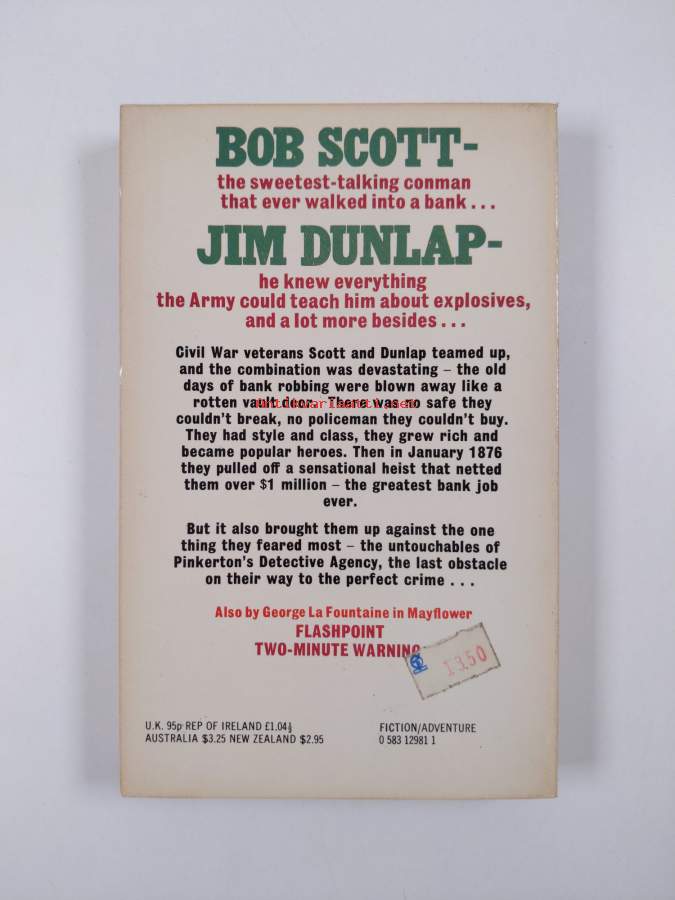 BOB SCOTT-
the sweetest-talking conman
that ever walked into a bank...
JIM DUNLAP-
he knew everything
the Army could teach him about explosives,
and a lot more besides...
Civil War veterans Scott and Dunlap teamed up,
and the combination was devastating – the old
days of bank robbing were blown away like a
rotten vault door. There was no safe they
Antikvariaatti.net
couldn't break, no policeman they couldn't buy.
They had style and class, they grew rich and
became popular heroes. Then in January 1876
they pulled off a sensational heist that netted
them over $1 million – the greatest bank job
ever.
But it also brought them up against the one
thing they feared most – the untouchables of
Pinkerton's Detective Agency, the last obstacle
on their way to the perfect crime...
Also by George La Fountaine in Mayflower
FLASHPOINT
TWO-MINUTE WARNING
13.50
U.K. 95p REP OF IRELAND £1.04½
AUSTRALIA $3.25 NEW ZEALAND $2.95
FICTION/ADVENTURE
0 583 12981 1